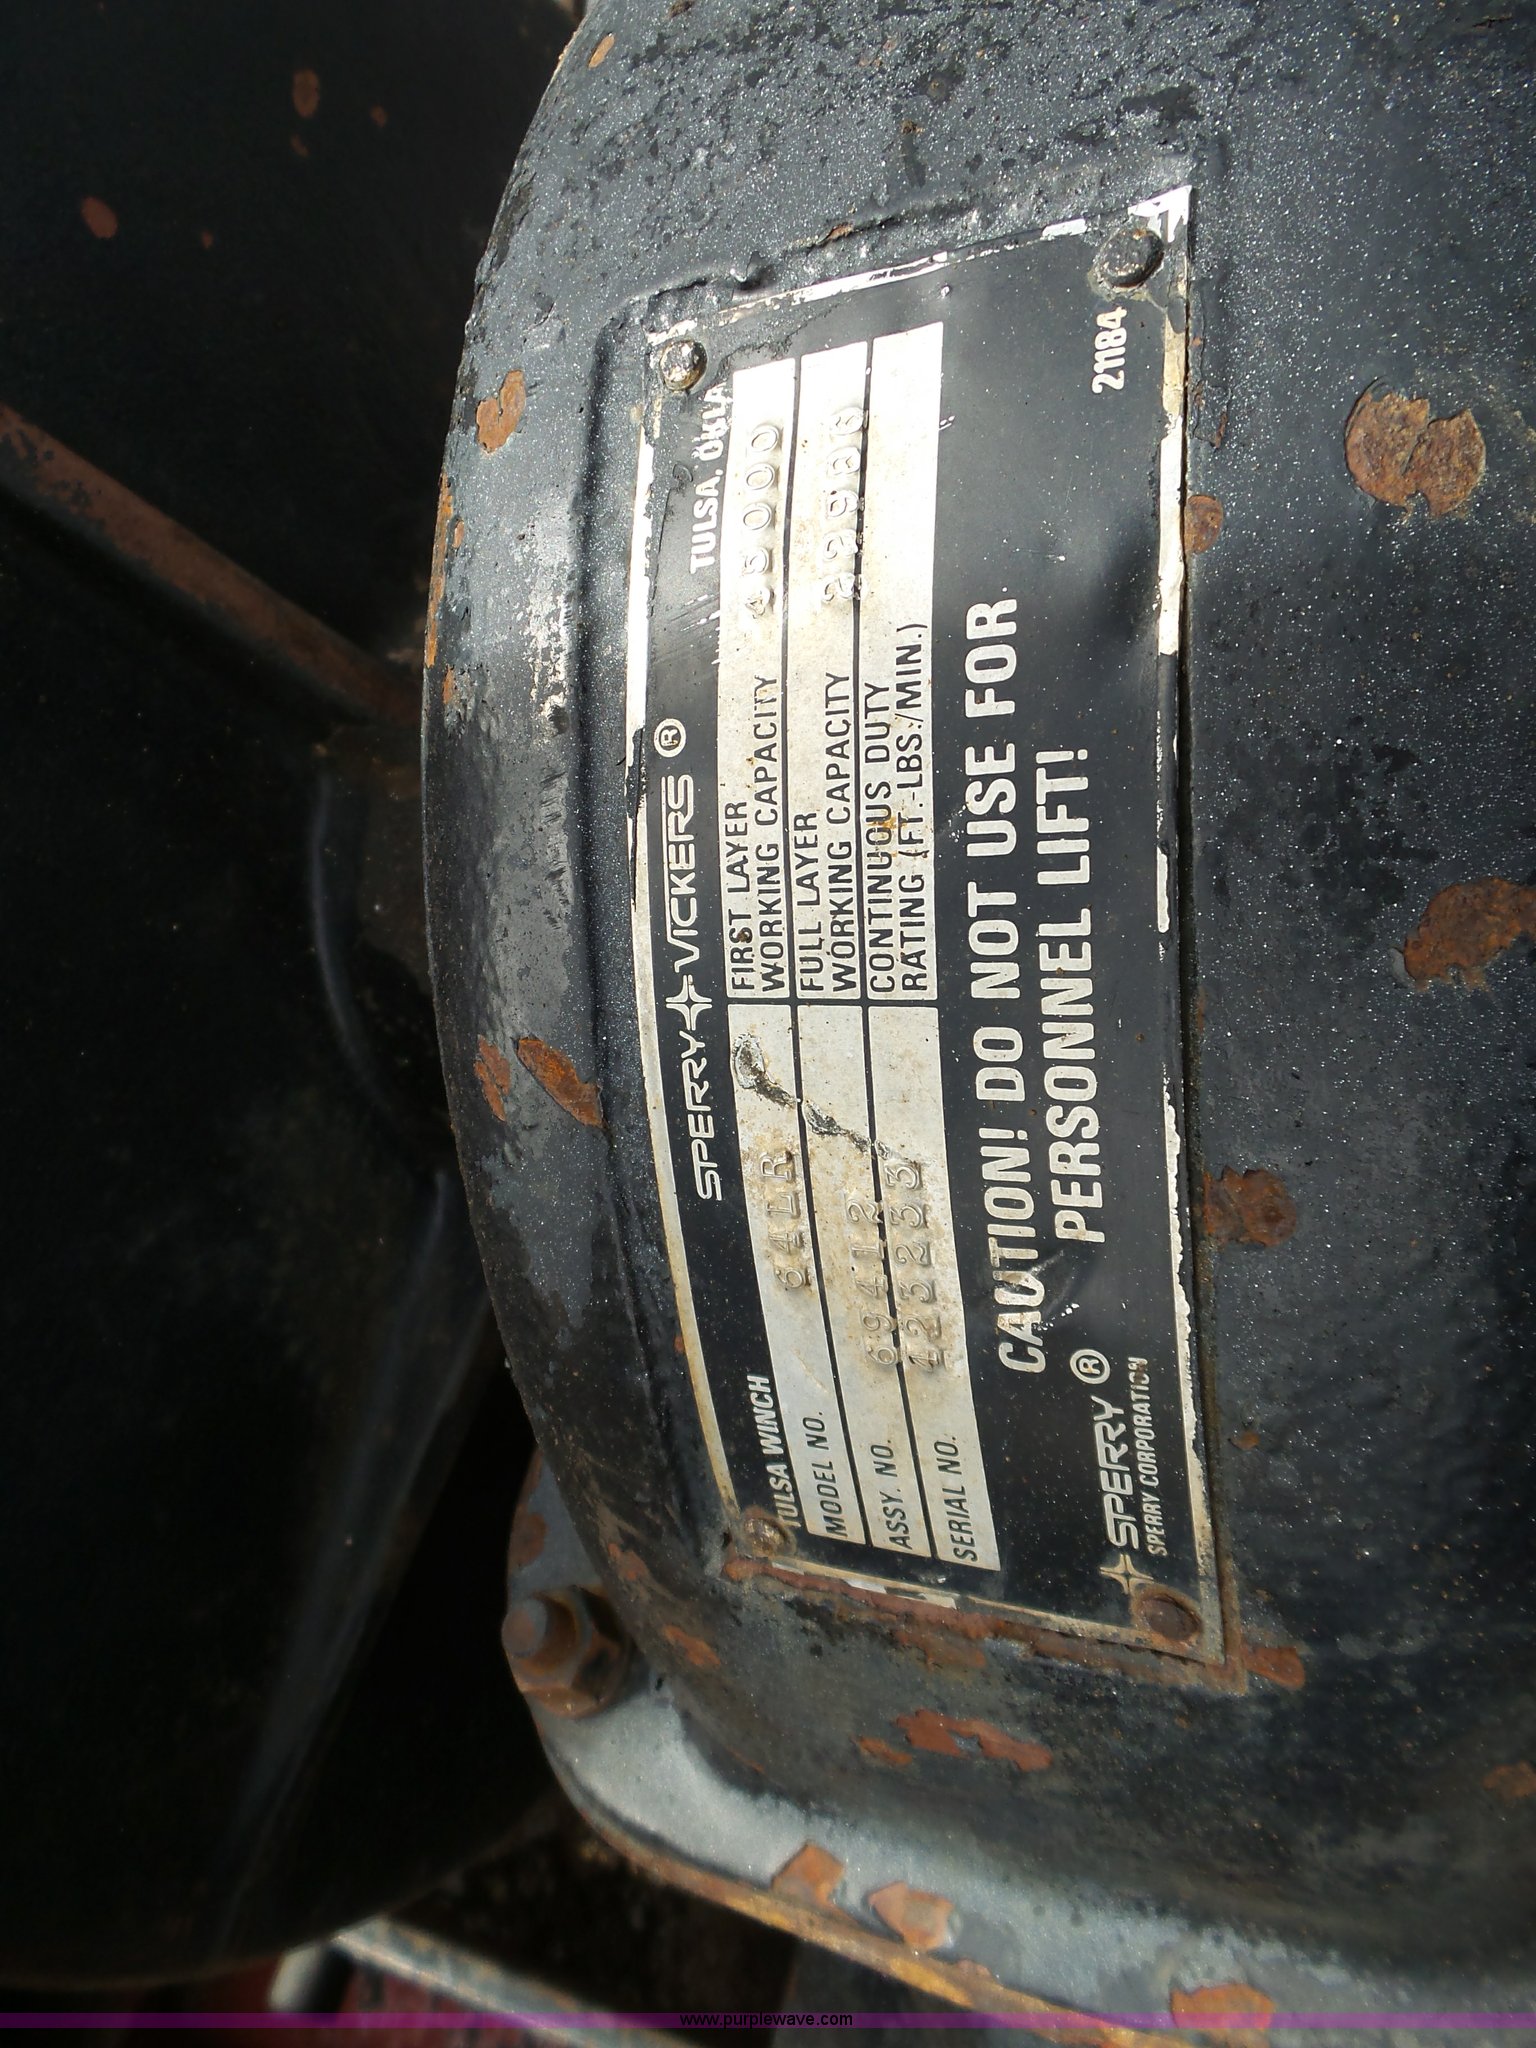 SPERRY VICKERS ®
TULSA WINCH
TULSA, OKLA
MODEL NO. 64LR
ASSY. NO. 69412
SERIAL NO. 4232333
FIRST LAYER
WORKING CAPACITY 45000
FULL LAYER
WORKING CAPACITY
CONTINUOUS DUTY
RATING (FT.-LBS./MIN.)
CAUTION! DO NOT USE FOR
PERSONNEL LIFT!
SPERRY ®
SPERRY CORPORATION
21184
www.purplewave.com